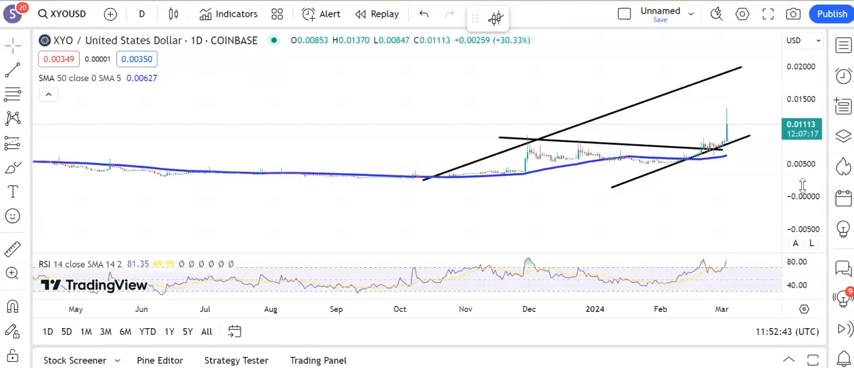 S 20 XYOUSD D Indicators Alert Replay Unnamed Save Publish
XYO / United States Dollar · 1D · COINBASE O0.00853 H0.01370 L0.00847 C0.01113 +0.00259 (+30.33%) USD
0.00349 0.00001 0.00350
SMA 50 close 0 SMA 5 0.00627
0.02000
0.01500
0.01113
12:07:17
0.00500
−0.00000
−0.00500
A L
RSI 14 close SMA 14 2 81.35 69.95 Ø Ø Ø Ø Ø Ø 80.00
TradingView 40.00
9
May Jun Jul Aug Sep Oct Nov Dec 2024 Feb Mar
1D 5D 1M 3M 6M YTD 1Y 5Y All 11:52:43 (UTC)
Stock Screener Pine Editor Strategy Tester Trading Panel